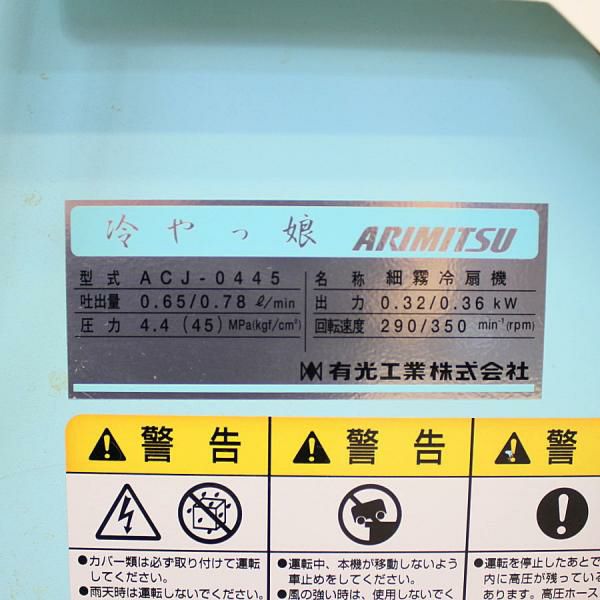 冷やっ娘 ARIMITSU
型式 ACJ-0445 名称 細霧冷扇機
吐出量 0.65/0.78 ℓ/min 出力 0.32/0.36 kW
圧力 4.4 (45) MPa(kgf/cm²) 回転速度 290/350 min⁻¹(rpm)
有光工業株式会社
警告
●カバー類は必ず取り付けて運転
してください。
●雨天時は運転しないでください。
警告
●運転中、本機が移動しないよう
車止めをしてください。
●風の強い時は、使用しないでく
警告
●運転を停止したあとで
内に高圧が残ってい
あります。高圧ホース